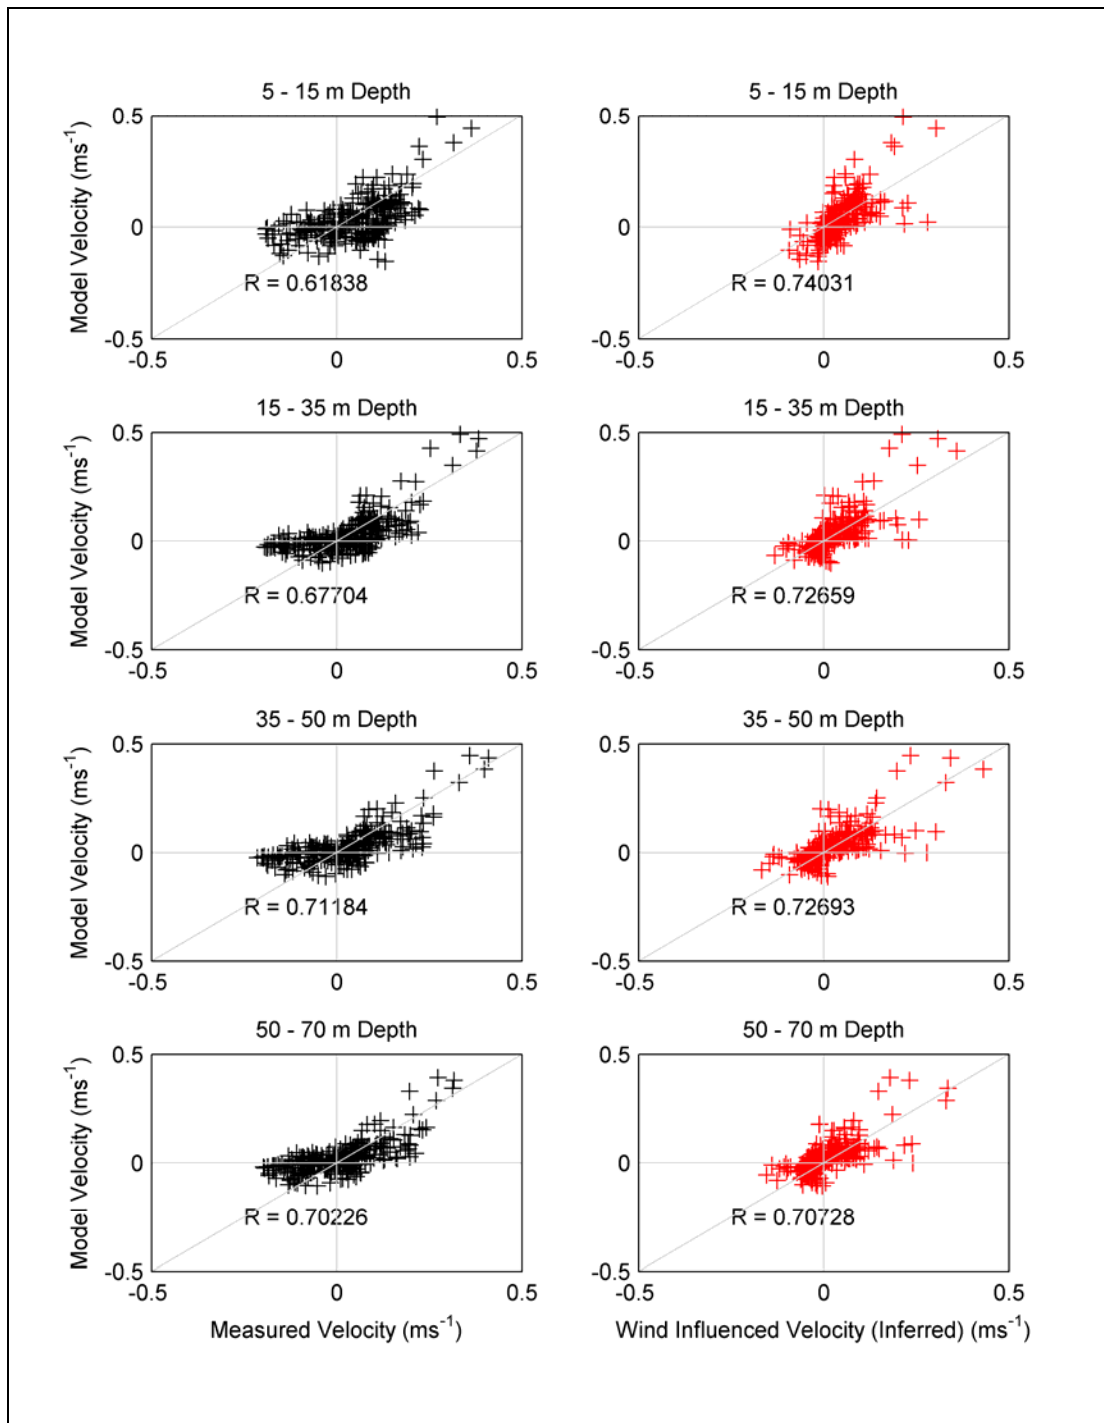 5 - 15 m Depth
5 - 15 m Depth
Model Velocity (ms⁻¹)
0.5
0
-0.5
-0.5
0
0.5
R = 0.61838
0.5
0
-0.5
-0.5
0
0.5
R = 0.74031
15 - 35 m Depth
15 - 35 m Depth
Model Velocity (ms⁻¹)
0.5
0
-0.5
-0.5
0
0.5
R = 0.67704
0.5
0
-0.5
-0.5
0
0.5
R = 0.72659
35 - 50 m Depth
35 - 50 m Depth
Model Velocity (ms⁻¹)
0.5
0
-0.5
-0.5
0
0.5
R = 0.71184
0.5
0
-0.5
-0.5
0
0.5
R = 0.72693
50 - 70 m Depth
50 - 70 m Depth
Model Velocity (ms⁻¹)
0.5
0
-0.5
-0.5
0
0.5
R = 0.70226
0.5
0
-0.5
-0.5
0
0.5
R = 0.70728
Measured Velocity (ms⁻¹)
Wind Influenced Velocity (Inferred) (ms⁻¹)